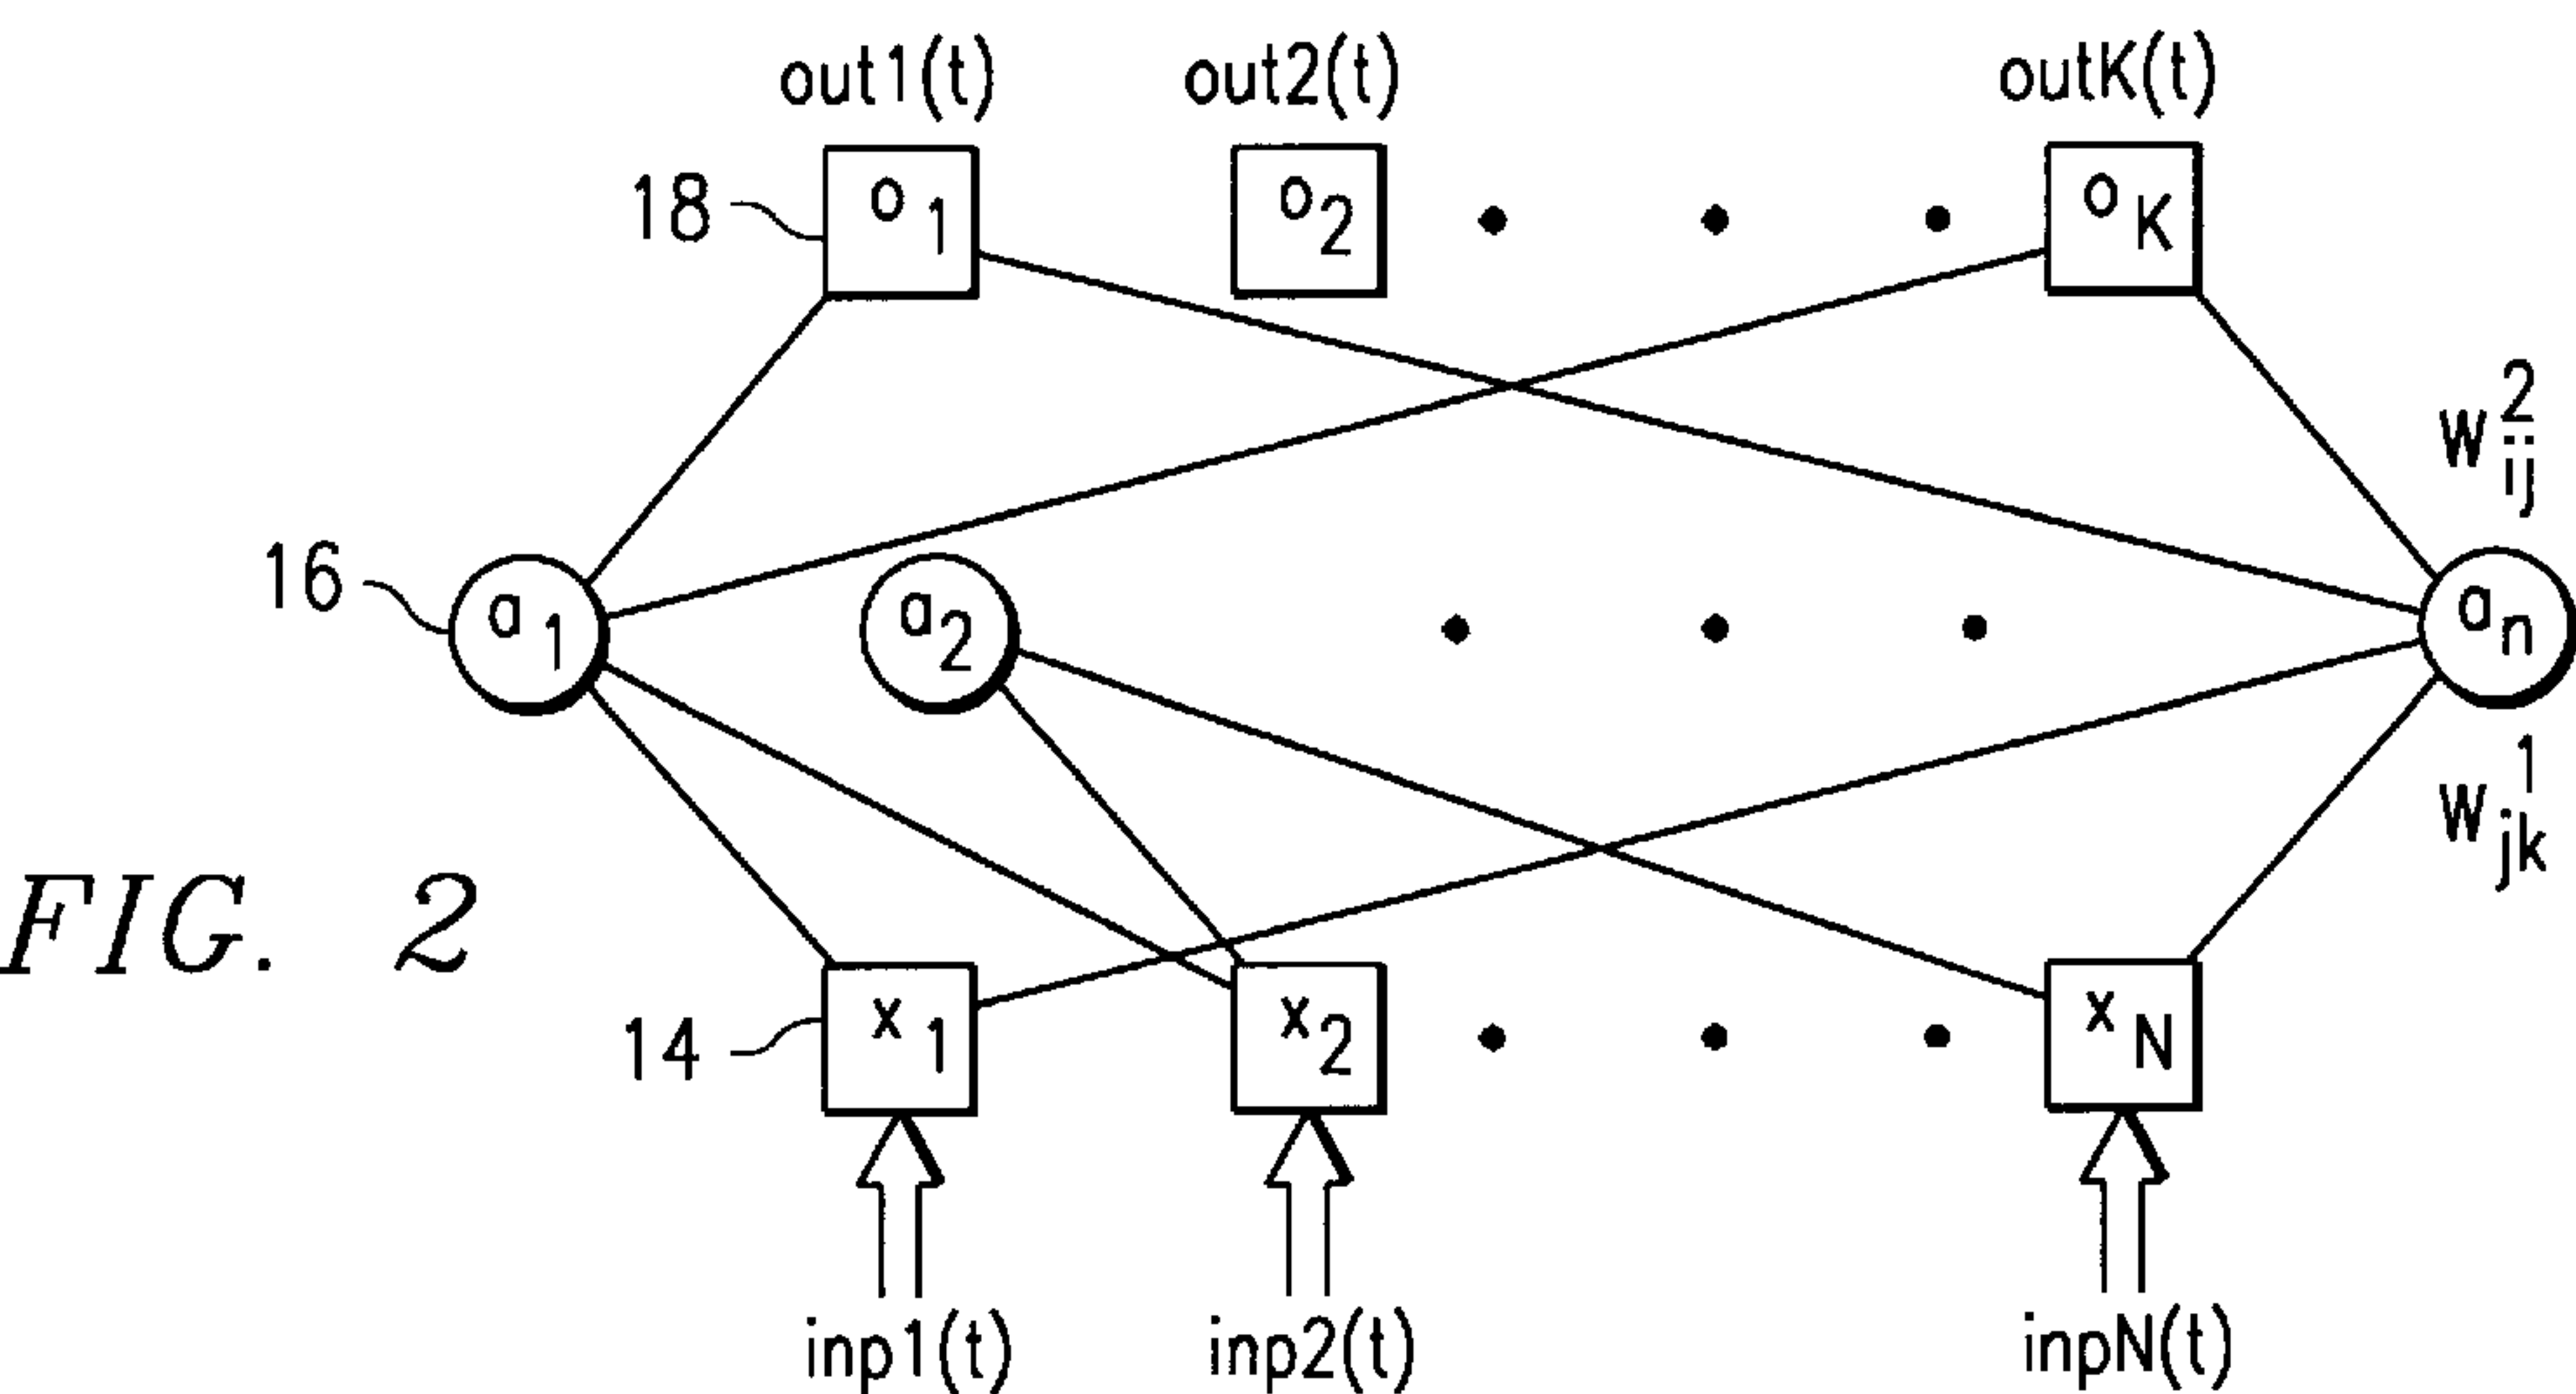 out1(t) out2(t) outK(t)
18 o1 o2 oK
w²ij
16 a1 a2 an
w¹jk
FIG. 2
14 x1 x2 xN
inp1(t) inp2(t) inpN(t)